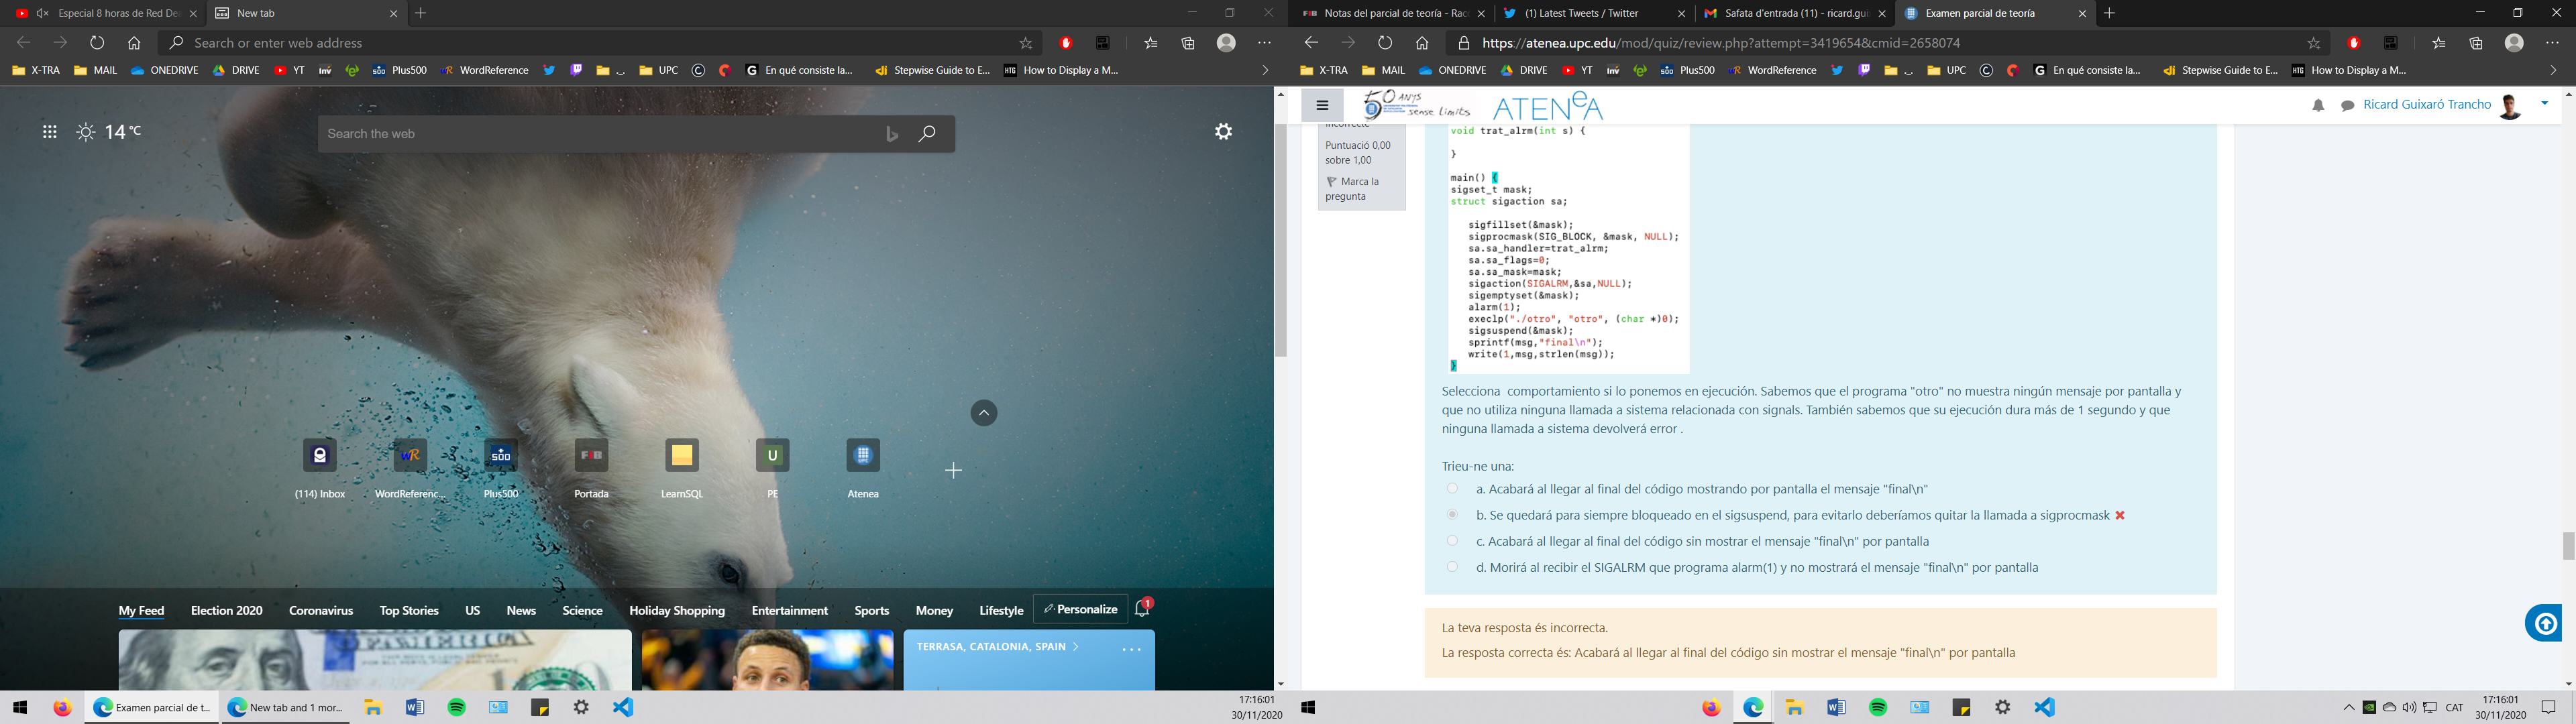 Especial 8 horas de Red Dea
New tab
Search or enter web address
X-TRA
MAIL
ONEDRIVE
DRIVE
YT
inv
Plus500
WordReference
UPC
En qué consiste la...
Stepwise Guide to E...
How to Display a M...
14 °C
Search the web
(114) Inbox
WordReferenc...
Plus500
Portada
LearnSQL
PE
Atenea
My Feed
Election 2020
Coronavirus
Top Stories
US
News
Science
Holiday Shopping
Entertainment
Sports
Money
Lifestyle
Personalize
1
TERRASA, CATALONIA, SPAIN
Examen parcial de t...
New tab and 1 mor...
17:16:01
30/11/2020
Notas del parcial de teoría - Rac
(1) Latest Tweets / Twitter
Safata d'entrada (11) - ricard.gui
Examen parcial de teoría
https://atenea.upc.edu/mod/quiz/review.php?attempt=3419654&cmid=2658074
X-TRA
MAIL
ONEDRIVE
DRIVE
YT
inv
Plus500
WordReference
UPC
En qué consiste la...
Stepwise Guide to E...
How to Display a M...
50 ANYS
sense límits
ATENEA
Ricard Guixaró Trancho
Incorrecte
Puntuació 0,00
sobre 1,00
Marca la
pregunta
void trat_alrm(int s) {
}
main() {
sigset_t mask;
struct sigaction sa;
sigfillset(&mask);
sigprocmask(SIG_BLOCK, &mask, NULL);
sa.sa_handler=trat_alrm;
sa.sa_flags=0;
sa.sa_mask=mask;
sigaction(SIGALRM,&sa,NULL);
sigemptyset(&mask);
alarm(1);
execlp("./otro", "otro", (char *)0);
sigsuspend(&mask);
sprintf(msg,"final\n");
write(1,msg,strlen(msg));
}
Selecciona comportamiento si lo ponemos en ejecución. Sabemos que el programa "otro" no muestra ningún mensaje por pantalla y
que no utiliza ninguna llamada a sistema relacionada con signals. También sabemos que su ejecución dura más de 1 segundo y que
ninguna llamada a sistema devolverá error .
Trieu-ne una:
a. Acabará al llegar al final del código mostrando por pantalla el mensaje "final\n"
b. Se quedará para siempre bloqueado en el sigsuspend, para evitarlo deberíamos quitar la llamada a sigprocmask
c. Acabará al llegar al final del código sin mostrar el mensaje "final\n" por pantalla
d. Morirá al recibir el SIGALRM que programa alarm(1) y no mostrará el mensaje "final\n" por pantalla
La teva resposta és incorrecta.
La resposta correcta és: Acabará al llegar al final del código sin mostrar el mensaje "final\n" por pantalla
CAT
17:16:01
30/11/2020